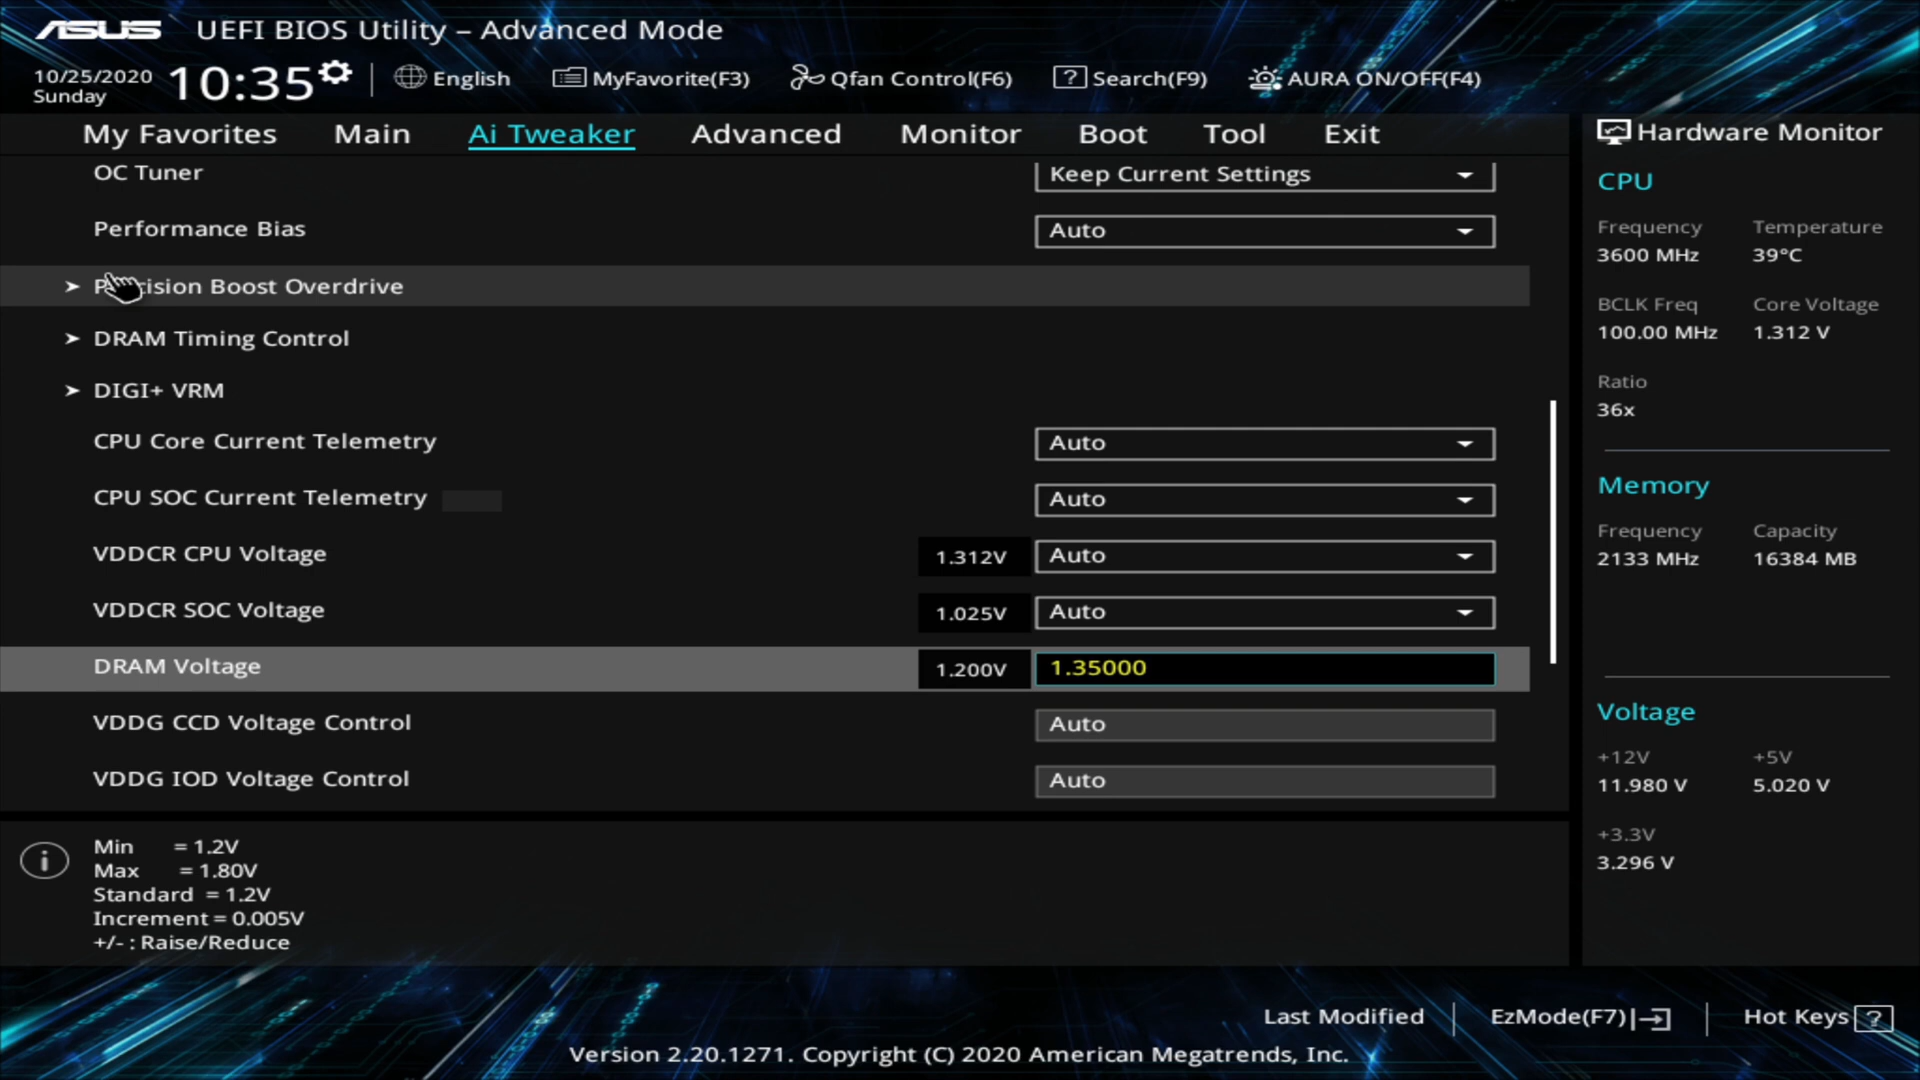 ASUS UEFI BIOS Utility – Advanced Mode
10/25/2020
Sunday
10:35
English
MyFavorite(F3)
Qfan Control(F6)
? Search(F9)
AURA ON/OFF(F4)
My Favorites Main Ai Tweaker Advanced Monitor Boot Tool Exit
OC Tuner Keep Current Settings
Performance Bias Auto
Precision Boost Overdrive
DRAM Timing Control
DIGI+ VRM
CPU Core Current Telemetry Auto
CPU SOC Current Telemetry Auto
VDDCR CPU Voltage 1.312V Auto
VDDCR SOC Voltage 1.025V Auto
DRAM Voltage 1.200V 1.35000
VDDG CCD Voltage Control Auto
VDDG IOD Voltage Control Auto
i
Min = 1.2V
Max = 1.80V
Standard = 1.2V
Increment = 0.005V
+/- : Raise/Reduce
Hardware Monitor
CPU
Frequency Temperature
3600 MHz 39°C
BCLK Freq Core Voltage
100.00 MHz 1.312 V
Ratio
36x
Memory
Frequency Capacity
2133 MHz 16384 MB
Voltage
+12V +5V
11.980 V 5.020 V
+3.3V
3.296 V
Last Modified EzMode(F7) Hot Keys ?
Version 2.20.1271. Copyright (C) 2020 American Megatrends, Inc.